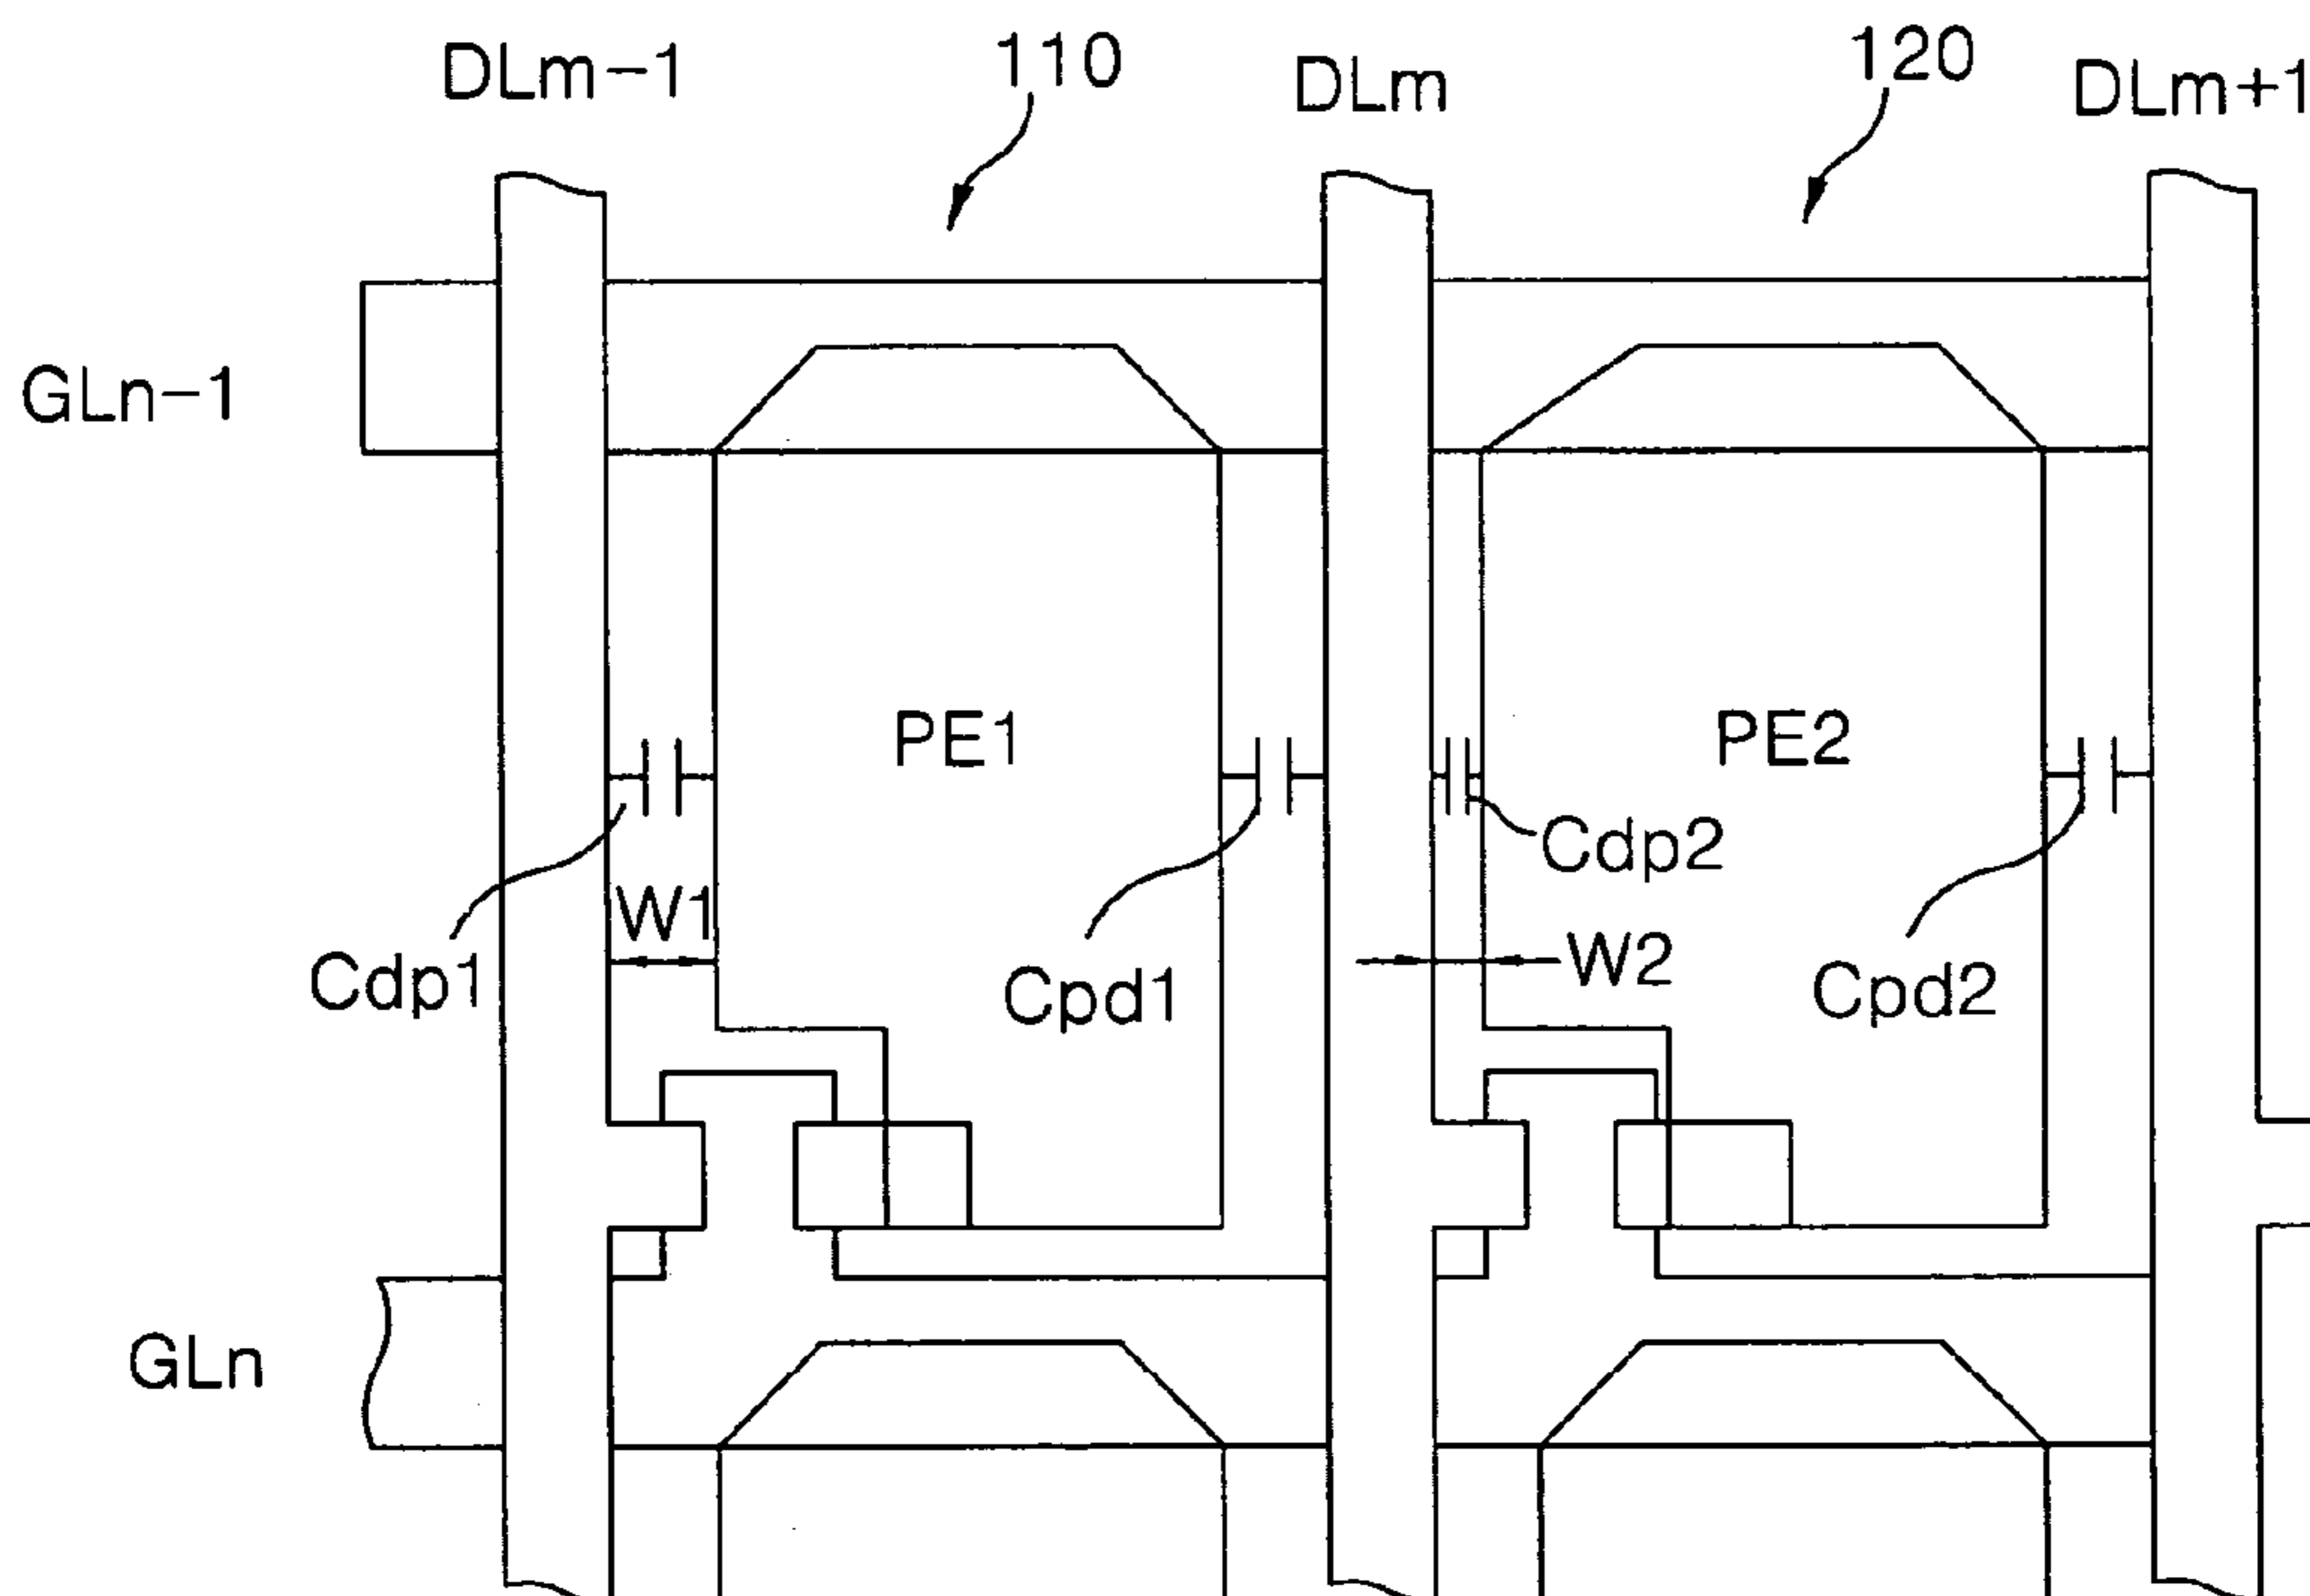 DLm-1
110
DLm
120
DLm+1
GLn-1
PE1
PE2
Cdp2
W1
W2
Cdp1
Cpd1
Cpd2
GLn